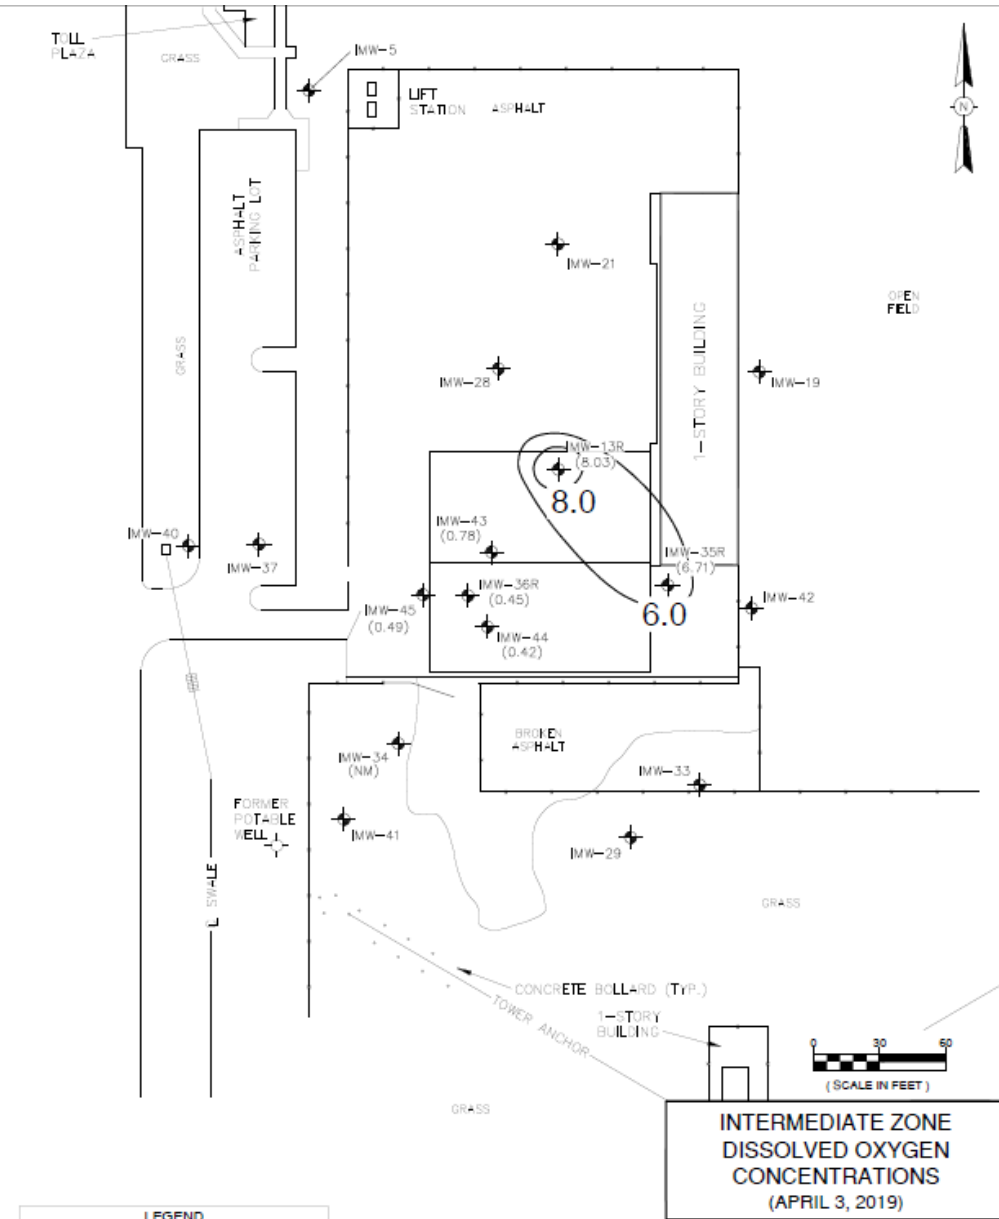 TOLL
PLAZA
GRASS
IMW-5
LIFT
STATION
ASPHALT
N
ASPHALT
PARKING LOT
IMW-21
OPEN
FIELD
GRASS
1-STORY BUILDING
IMW-28
IMW-19
IMW-13R
(8.03)
8.0
IMW-43
(0.78)
IMW-40
IMW-37
IMW-35R
(6.71)
IMW-36R
(0.45)
IMW-45
(0.49)
IMW-42
6.0
IMW-44
(0.42)
BROKEN
ASPHALT
IMW-34
(NM)
IMW-33
FORMER
POTABLE
WELL
IMW-41
IMW-29
SWALE
GRASS
CONCRETE BOLLARD (TYP.)
TOWER ANCHOR
1-STORY
BUILDING
0 30 60
( SCALE IN FEET )
GRASS
INTERMEDIATE ZONE
DISSOLVED OXYGEN
CONCENTRATIONS
(APRIL 3, 2019)
LEGEND